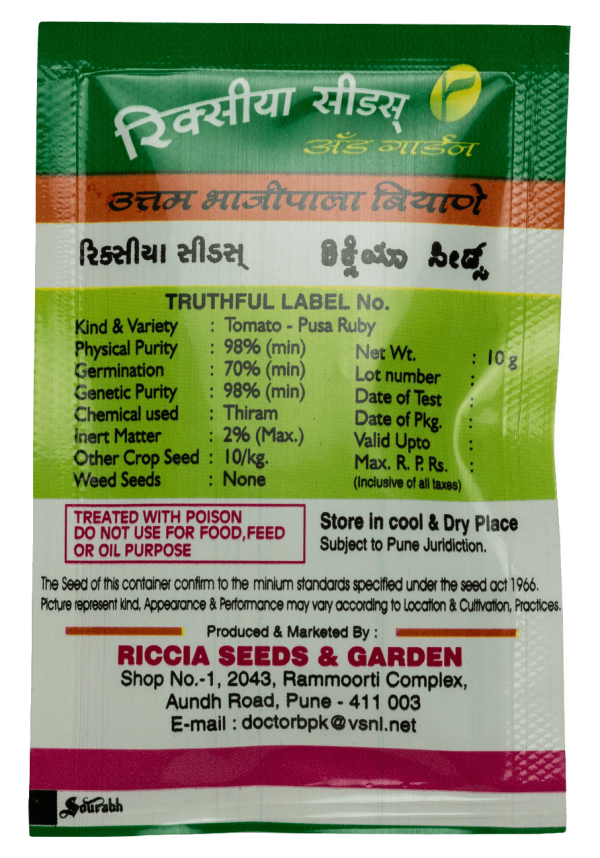 रिक्सीया सीडस्
अँड गार्डन
उत्तम भाजीपाला बियाणे
रिक्सीया सीडस् ರಿಕ್ಸಿಯಾ ಸೀಡ್ಸ
TRUTHFUL LABEL No.
Kind & Variety : Tomato - Pusa Ruby
Physical Purity : 98% (min)
Germination : 70% (min)
Genetic Purity : 98% (min)
Chemical used : Thiram
Inert Matter : 2% (Max.)
Other Crop Seed : 10/kg.
Weed Seeds : None
Net Wt. : 10 g
Lot number :
Date of Test :
Date of Pkg. :
Valid Upto :
Max. R. P. Rs. :
(Inclusive of all taxes)
TREATED WITH POISON
DO NOT USE FOR FOOD,FEED
OR OIL PURPOSE
Store in cool & Dry Place
Subject to Pune Juridiction.
The Seed of this container confirm to the minium standards specified under the seed act 1966.
Picture represent kind, Appearance & Performance may vary according to Location & Cultivation, Practices.
Produced & Marketed By :
RICCIA SEEDS & GARDEN
Shop No.-1, 2043, Rammoorti Complex,
Aundh Road, Pune - 411 003
E-mail : doctorbpk@vsnl.net
Sourabh